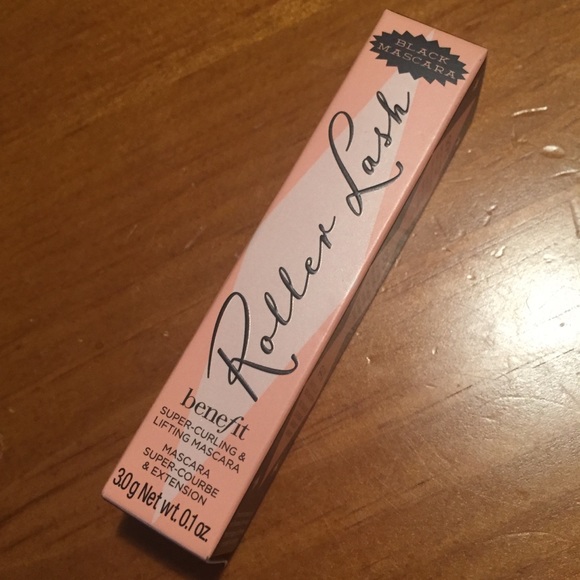 BLACK
MASCARA
Roller Lash
benefit
SUPER-CURLING &
LIFTING MASCARA
MASCARA
SUPER-COURBE
& EXTENSION
3.0g Net wt. 0.1 oz.